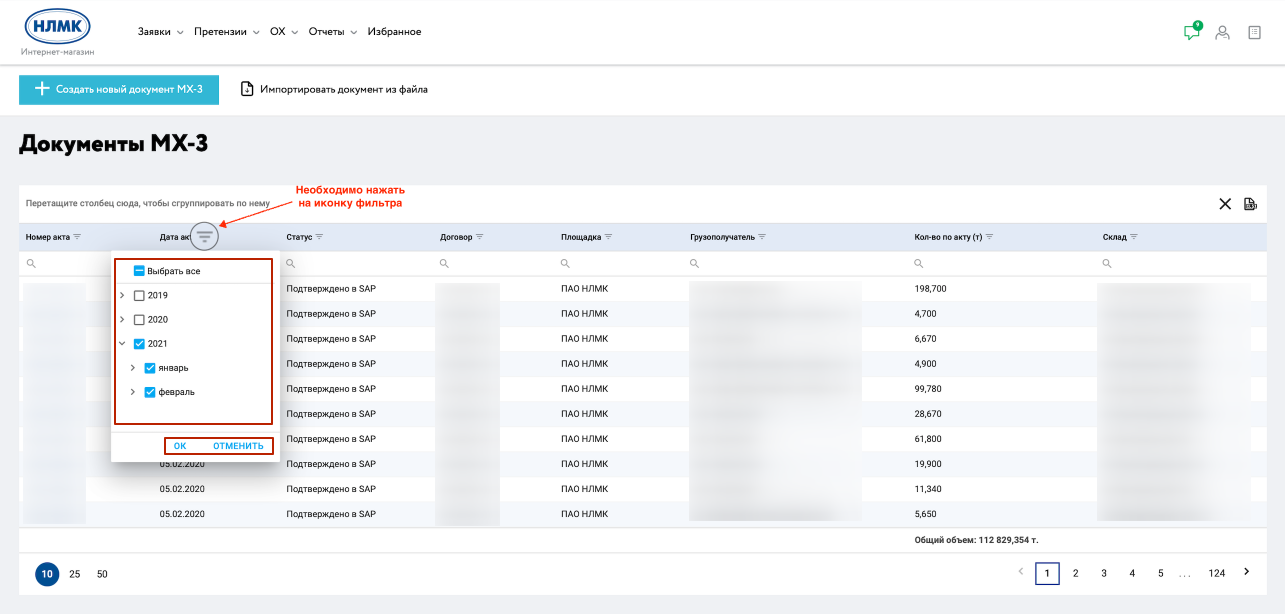 НЛМК
Интернет-магазин
Заявки Претензии ОХ Отчеты Избранное
9
Создать новый документ МХ-3
Импортировать документ из файла
Документы МХ-3
Необходимо нажать
на иконку фильтра
Перетащите столбец сюда, чтобы сгруппировать по нему
Номер акта Дата ак Статус Договор Площадка Грузополучатель Кол-во по акту (т) Склад
Выбрать все
2019
2020
2021
январь
февраль
ОК ОТМЕНИТЬ
Подтверждено в SAP ПАО НЛМК 198,700
Подтверждено в SAP ПАО НЛМК 4,700
Подтверждено в SAP ПАО НЛМК 6,670
Подтверждено в SAP ПАО НЛМК 4,900
Подтверждено в SAP ПАО НЛМК 99,780
Подтверждено в SAP ПАО НЛМК 28,670
Подтверждено в SAP ПАО НЛМК 61,800
05.02.2020 Подтверждено в SAP ПАО НЛМК 19,900
05.02.2020 Подтверждено в SAP ПАО НЛМК 11,340
05.02.2020 Подтверждено в SAP ПАО НЛМК 5,650
Общий объем: 112 829,354 т.
10 25 50
1 2 3 4 5 ... 124